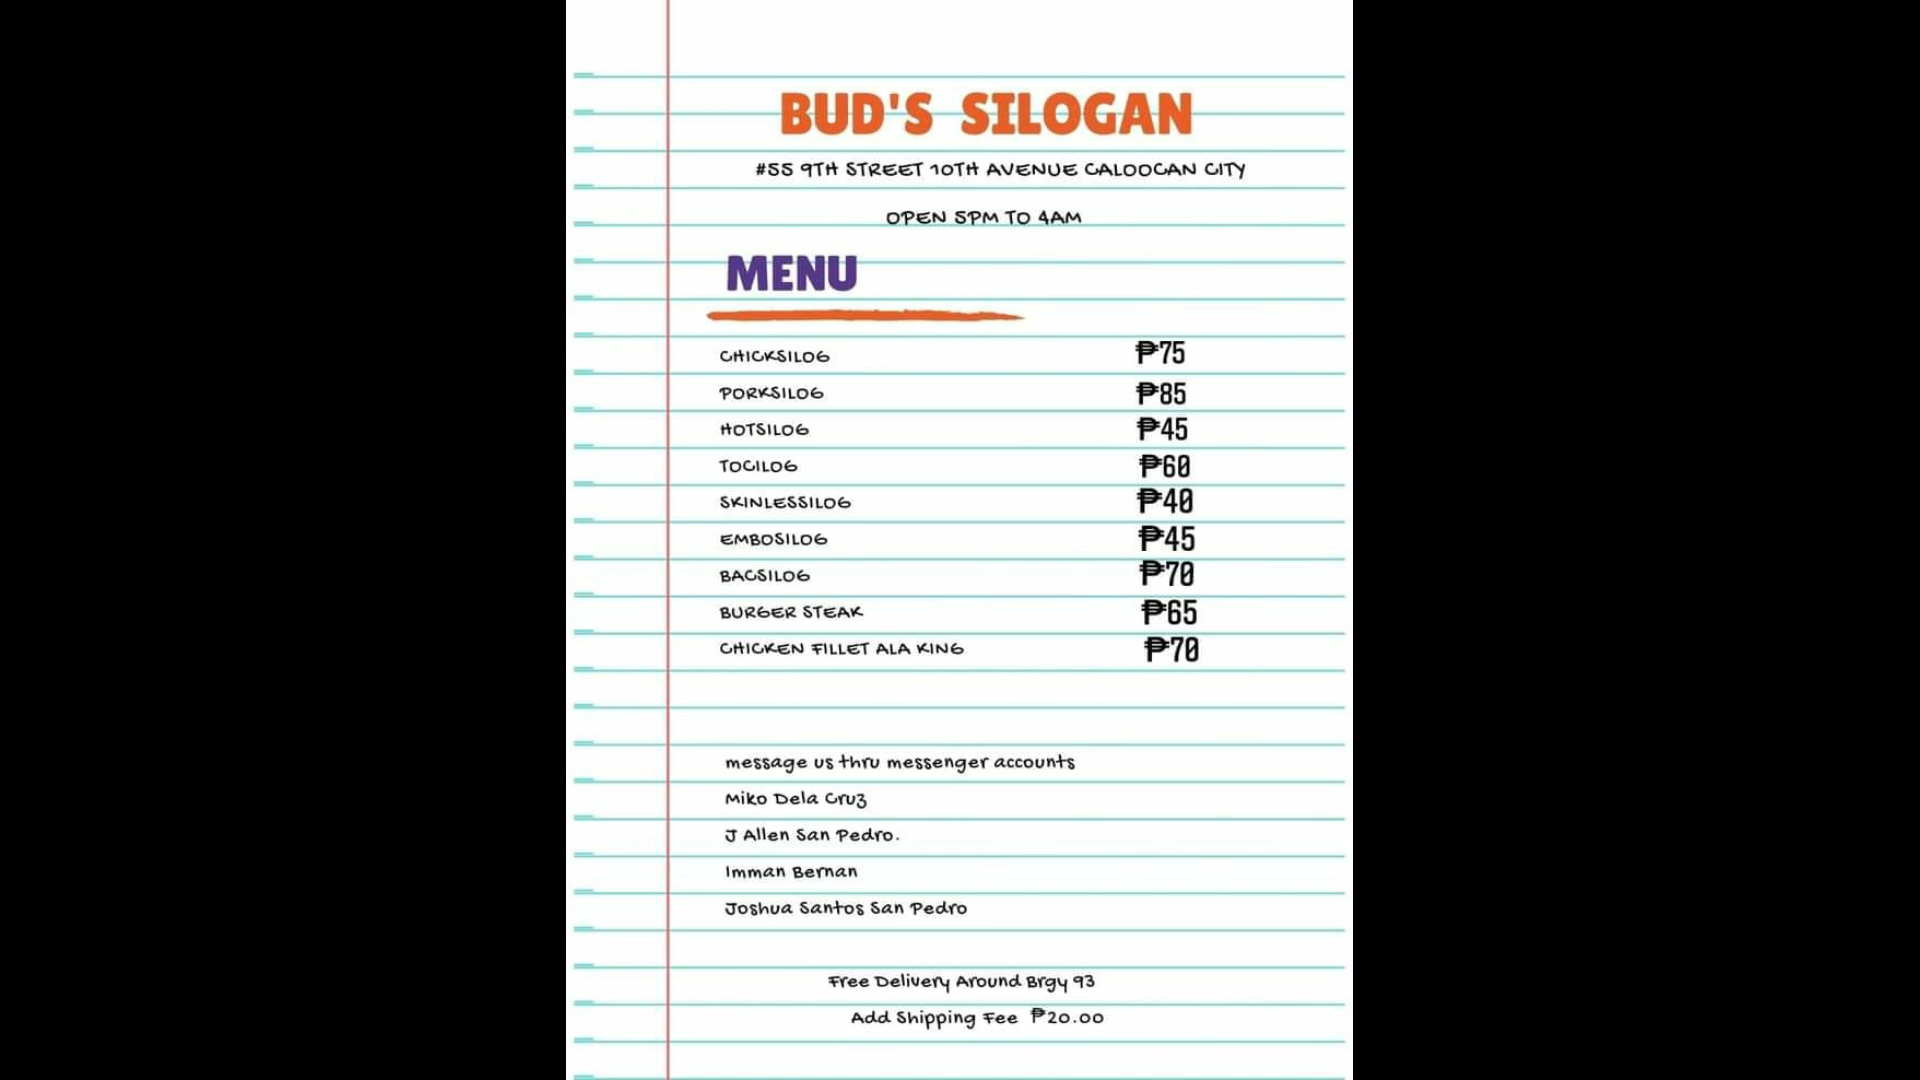 BUD'S SILOGAN
#55 9TH STREET 10TH AVENUE CALOOCAN CITY
OPEN 5PM TO 4AM
MENU
CHICKSILOG ₱75
PORKSILOG ₱85
HOTSILOG ₱45
TOCILOG ₱60
SKINLESSILOG ₱40
EMBOSILOG ₱45
BACSILOG ₱70
BURGER STEAK ₱65
CHICKEN FILLET ALA KING ₱70
message us thru messenger accounts
Miko Dela Cruz
J Allen San Pedro.
Imman Bernan
Joshua Santos San Pedro
Free Delivery Around Brgy 93
Add Shipping Fee ₱20.00